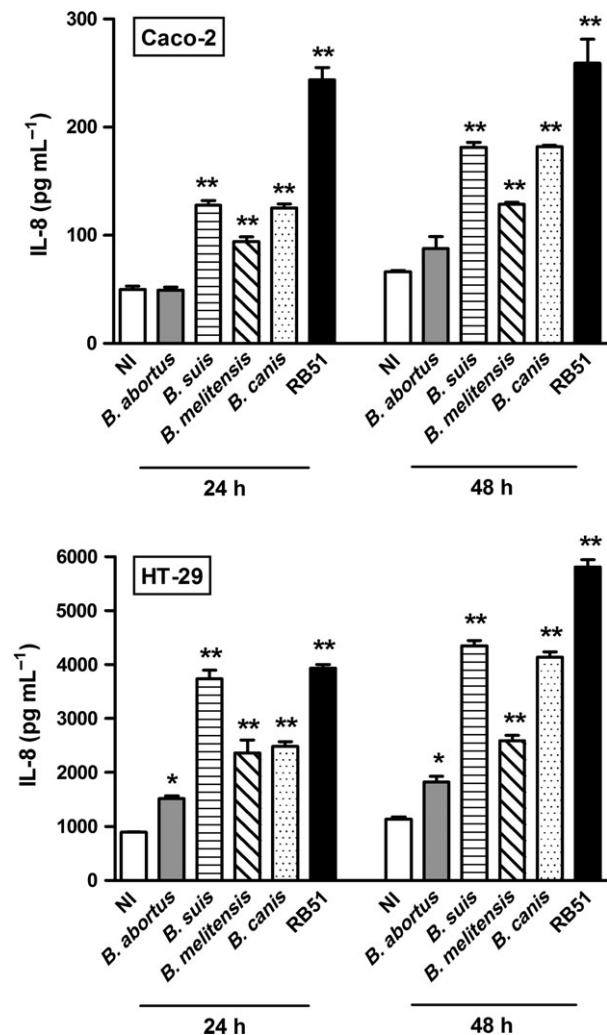 Caco-2
IL-8 (pg mL⁻¹)
300
200
100
0
** ** ** ** ** ** ** **
NI B. abortus B. suis B. melitensis B. canis RB51 NI B. abortus B. suis B. melitensis B. canis RB51
24 h 48 h
HT-29
IL-8 (pg mL⁻¹)
6000
5000
4000
3000
2000
1000
0
* ** ** ** ** * ** ** ** **
NI B. abortus B. suis B. melitensis B. canis RB51 NI B. abortus B. suis B. melitensis B. canis RB51
24 h 48 h